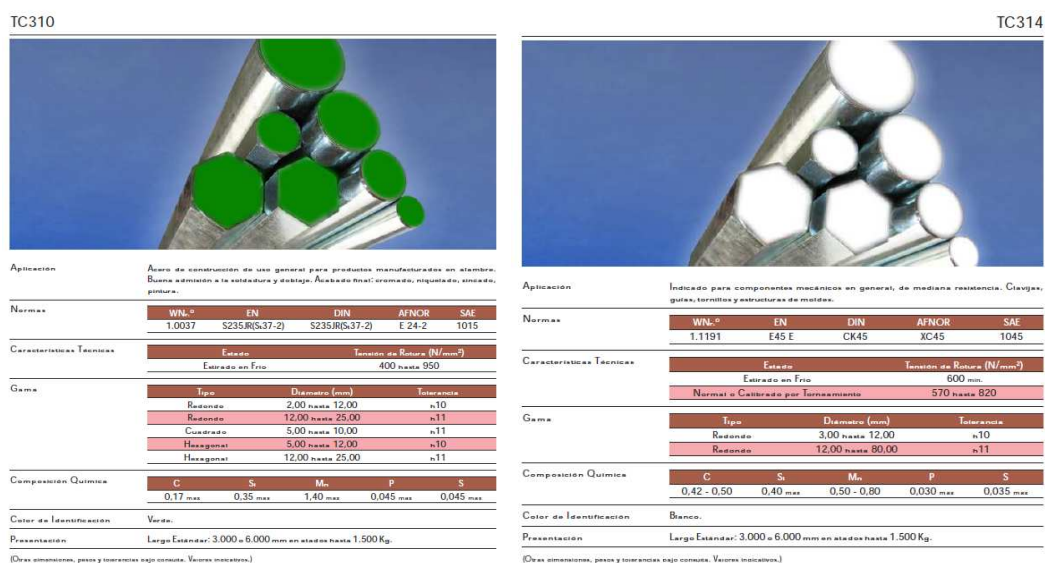 TC310
Aplicación
Acero de construcción de uso general para productos manufacturados en alambre.
Buena admisión a la soldadura y doblaje. Acabado final: cromado, niquelado, zincado,
pintura.
Normas
WNr.º EN DIN AFNOR SAE
1.0037 S235JR(St37-2) S235JR(St37-2) E 24-2 1015
Características Técnicas
Estado Tensión de Rotura (N/mm²)
Estirado en Frio 400 hasta 950
Gama
Tipo Diámetro (mm) Tolerancia
Redondo 2,00 hasta 12,00 h10
Redondo 12,00 hasta 25,00 h11
Cuadrado 5,00 hasta 10,00 h11
Hexagonal 5,00 hasta 12,00 h10
Hexagonal 12,00 hasta 25,00 h11
Composición Química
C Si Mn P S
0,17 max 0,35 max 1,40 max 0,045 max 0,045 max
Color de Identificación Verde.
Presentación Largo Estándar: 3.000 a 6.000 mm en atados hasta 1.500 Kg.
(Otras dimensiones, pesos y tolerancias bajo consulta. Valores indicativos.)
TC314
Aplicación
Indicado para componentes mecánicos en general, de mediana resistencia. Clavijas,
guías, tornillos y estructuras de moldes.
Normas
WNr.º EN DIN AFNOR SAE
1.1191 E45 E CK45 XC45 1045
Características Técnicas
Estado Tensión de Rotura (N/mm²)
Estirado en Frio 600 min.
Normal o Calibrado por Torneamiento 570 hasta 820
Gama
Tipo Diámetro (mm) Tolerancia
Redondo 3,00 hasta 12,00 h10
Redondo 12,00 hasta 80,00 h11
Composición Química
C Si Mn P S
0,42 - 0,50 0,40 max 0,50 - 0,80 0,030 max 0,035 max
Color de Identificación Blanco.
Presentación Largo Estándar: 3.000 a 6.000 mm en atados hasta 1.500 Kg.
(Otras dimensiones, pesos y tolerancias bajo consulta. Valores indicativos.)